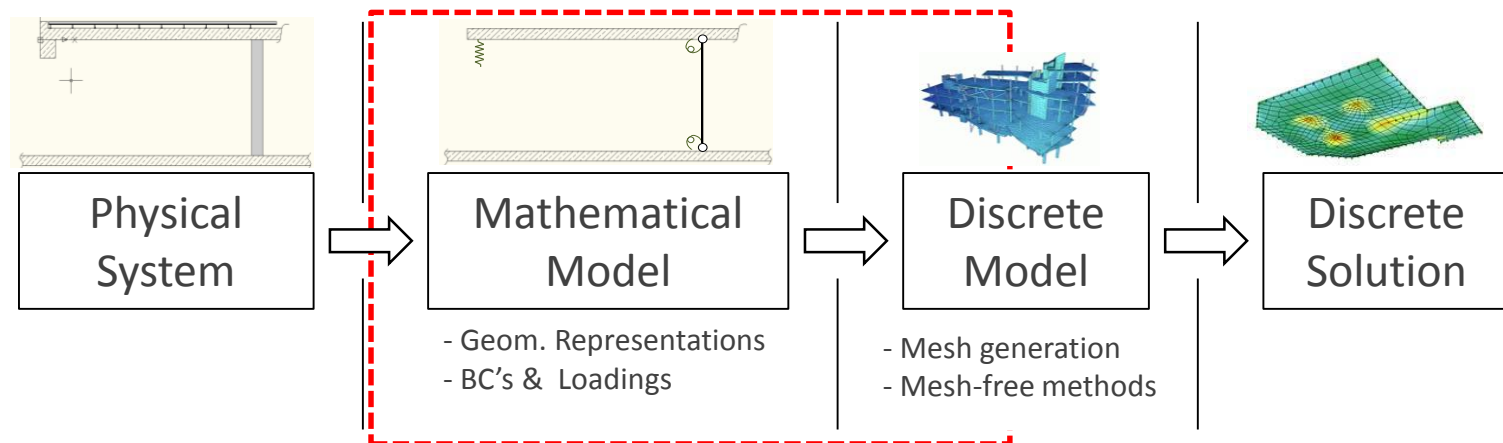 Physical
System
Mathematical
Model
- Geom. Representations
- BC's & Loadings
Discrete
Model
- Mesh generation
- Mesh-free methods
Discrete
Solution